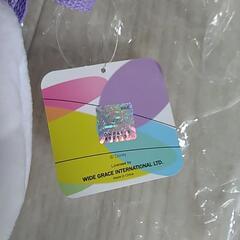 © Disney
Licensed by
WIDE GRACE INTERNATIONAL LTD.
Made in China